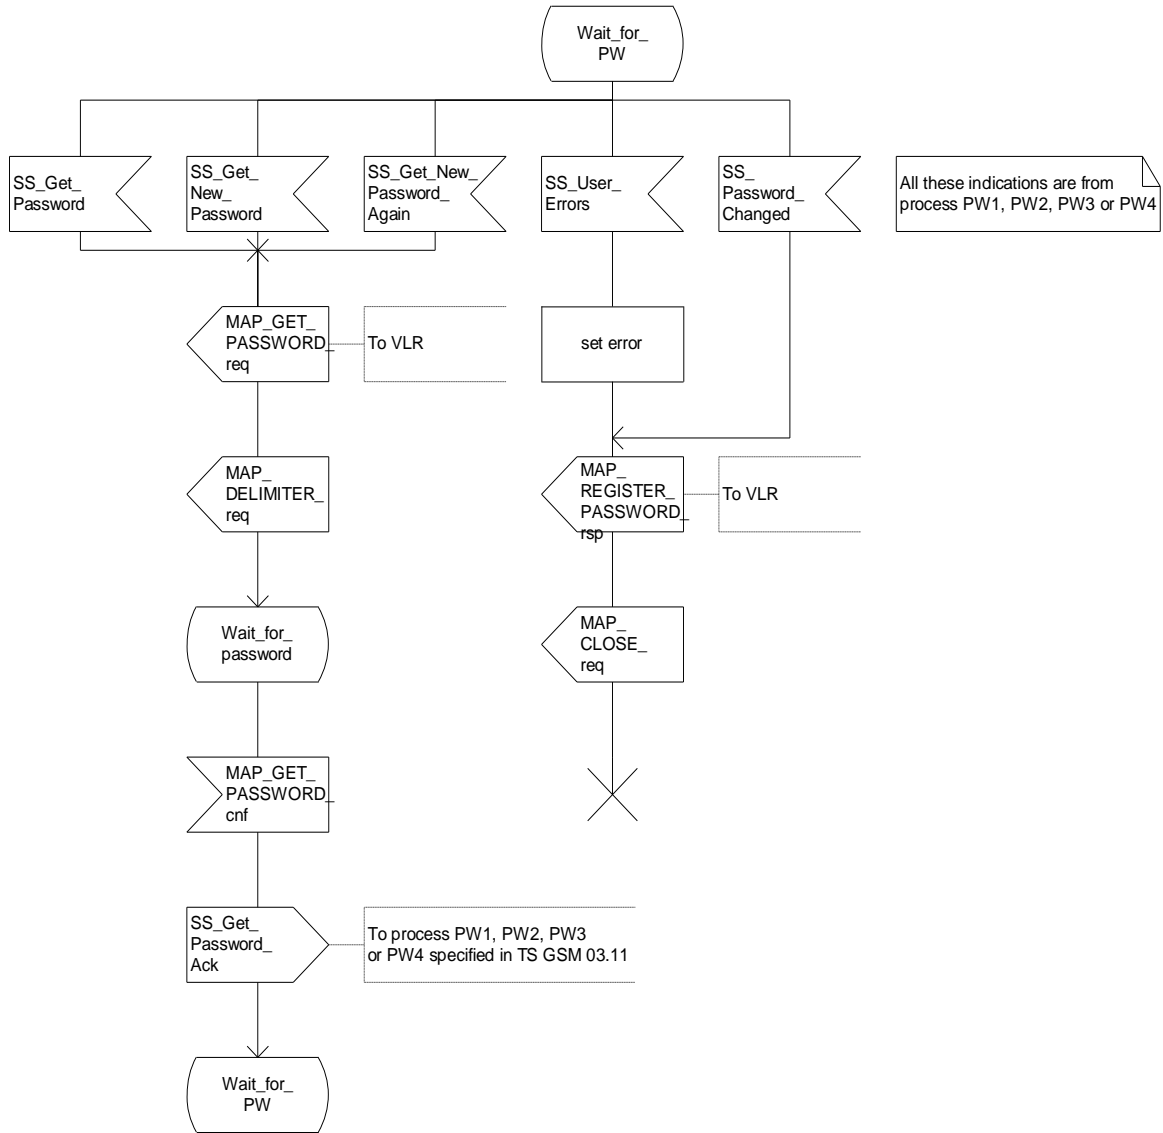 Wait_for_
PW
SS_Get_
Password
SS_Get_
New_
Password
SS_Get_New_
Password_
Again
SS_User_
Errors
SS_
Password_
Changed
All these indications are from
process PW1, PW2, PW3 or PW4
MAP_GET_
PASSWORD_
req
To VLR
set error
MAP_
DELIMITER_
req
MAP_
REGISTER_
PASSWORD_
rsp
To VLR
Wait_for_
password
MAP_
CLOSE_
req
MAP_GET_
PASSWORD_
cnf
SS_Get_
Password_
Ack
To process PW1, PW2, PW3
or PW4 specified in TS GSM 03.11
Wait_for_
PW